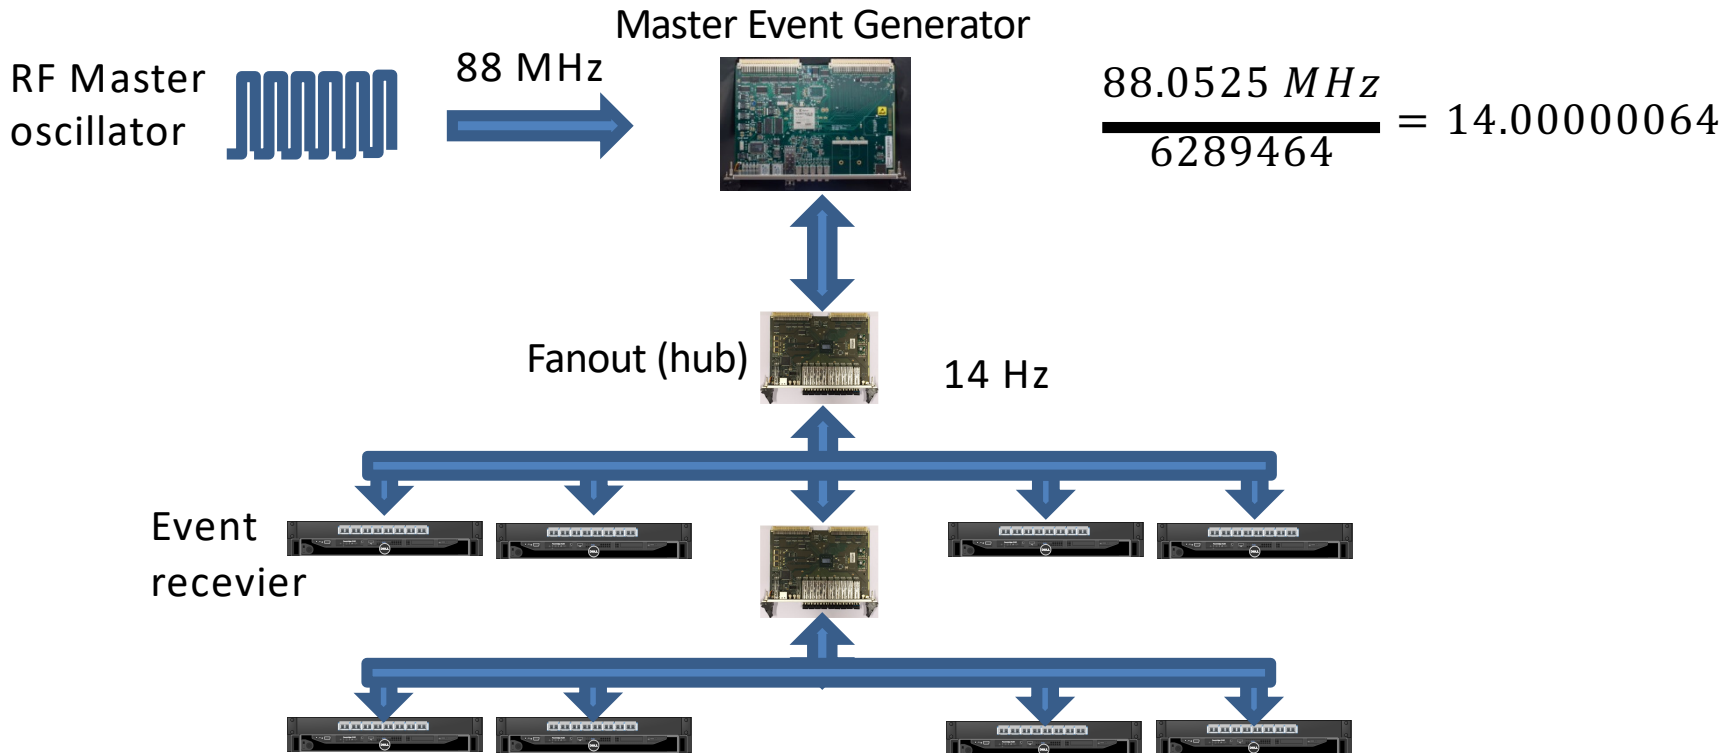 Master Event Generator
RF Master
oscillator
88 MHz
88.0525 MHz
6289464
= 14.00000064
Fanout (hub)
14 Hz
Event
recevier